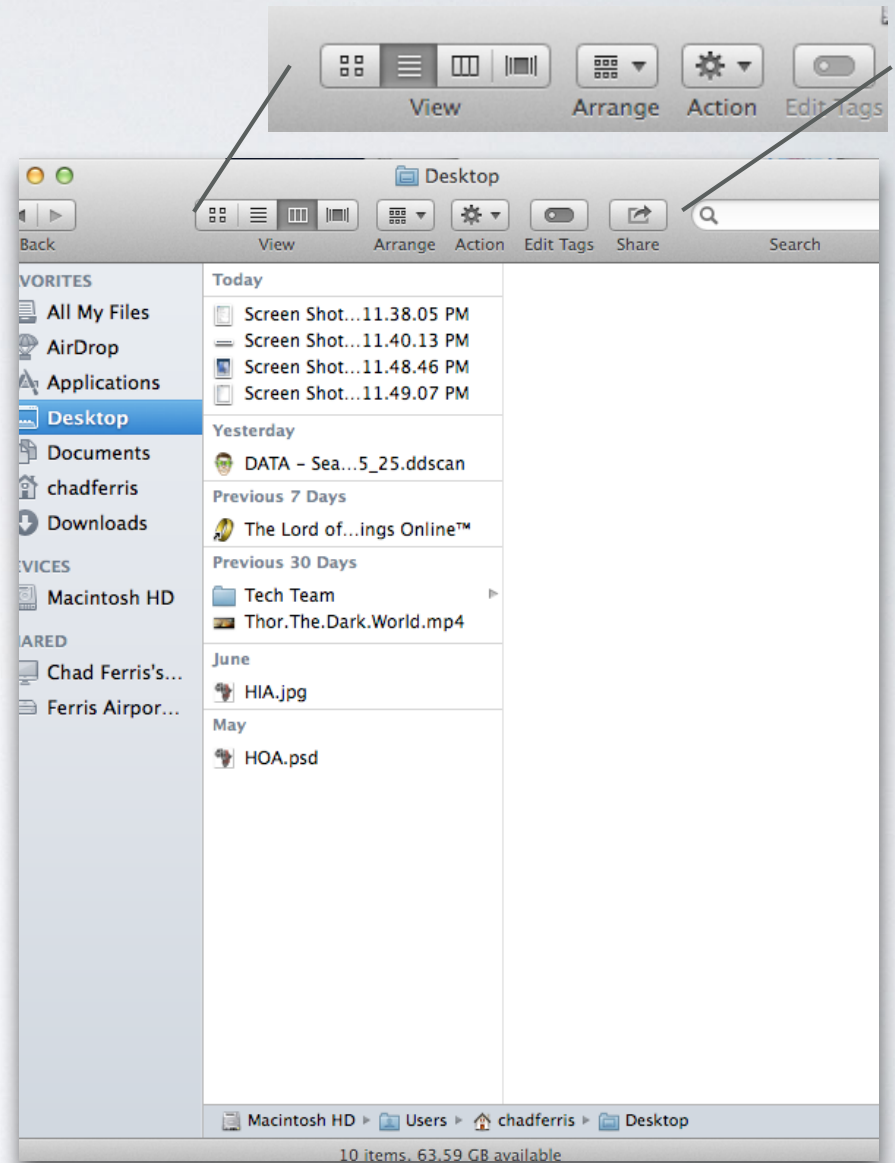 View Arrange Action Edit Tags
Desktop
Back View Arrange Action Edit Tags Share Search
VORITES
All My Files
AirDrop
Applications
Desktop
Documents
chadferris
Downloads
EVICES
Macintosh HD
ARED
Chad Ferris's...
Ferris Airpor...
Today
Screen Shot...11.38.05 PM
Screen Shot...11.40.13 PM
Screen Shot...11.48.46 PM
Screen Shot...11.49.07 PM
Yesterday
DATA – Sea...5_25.ddscan
Previous 7 Days
The Lord of...ings Online™
Previous 30 Days
Tech Team
Thor.The.Dark.World.mp4
June
HIA.jpg
May
HOA.psd
Macintosh HD Users chadferris Desktop
10 items, 63.59 GB available